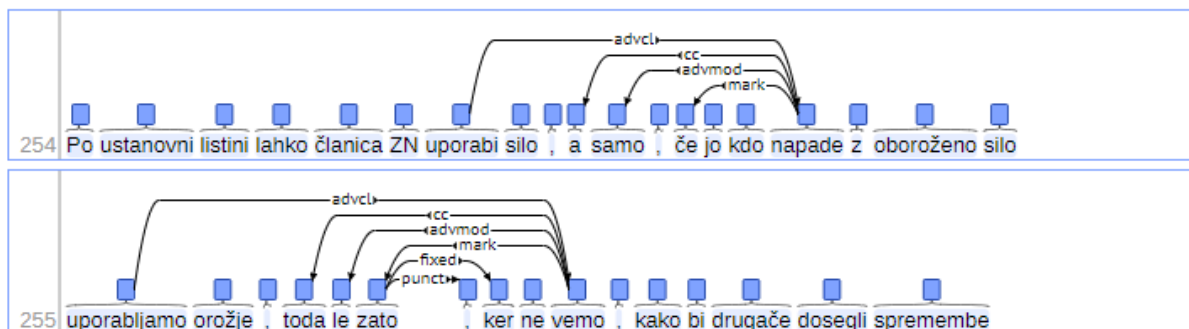 advcl
cc
advmod
mark
254 Po ustanovni listini lahko članica ZN uporabi silo , a samo , če jo kdo napade z oboroženo silo
advcl
cc
advmod
mark
fixed
punct
255 uporabljamo orožje , toda le zato , ker ne vemo , kako bi drugače dosegli spremembe